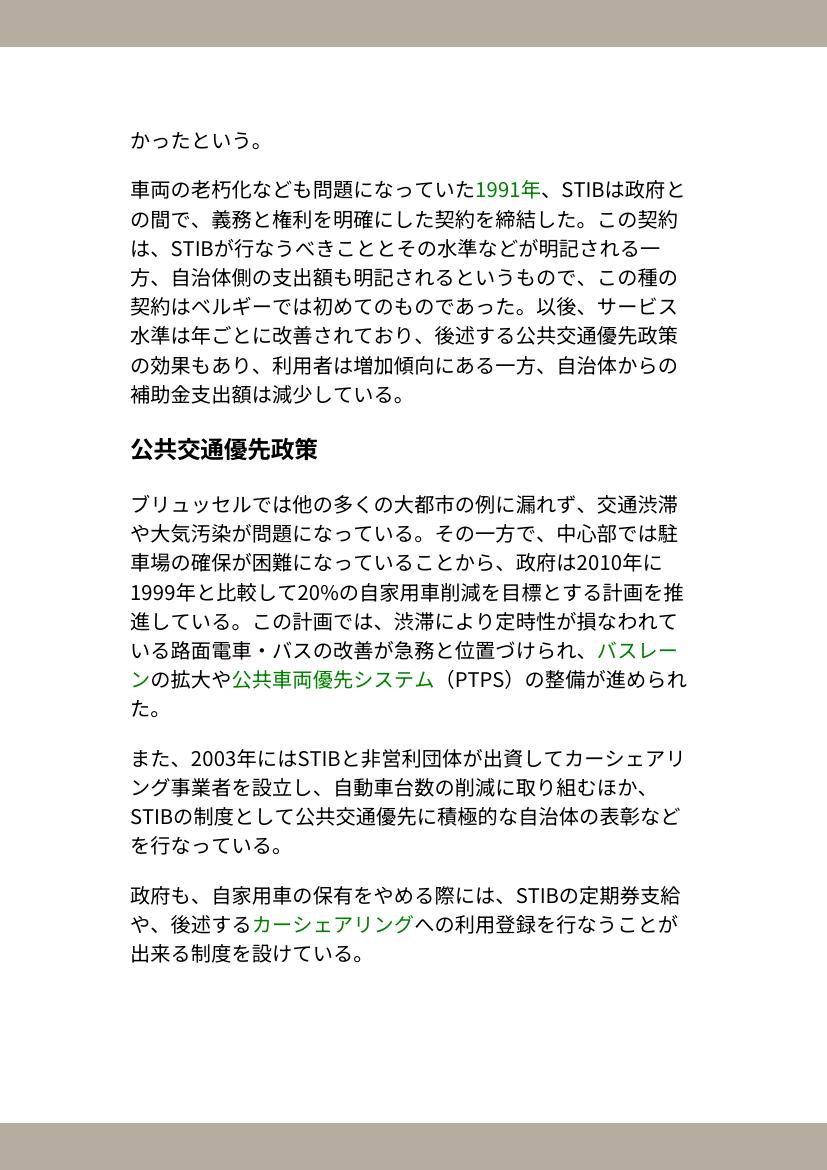 かったという。
車両の老朽化なども問題になっていた1991年、STIBは政府と
の間で、義務と権利を明確にした契約を締結した。この契約
は、STIBが行なうべきこととその水準などが明記される一
方、自治体側の支出額も明記されるというもので、この種の
契約はベルギーでは初めてのものであった。以後、サービス
水準は年ごとに改善されており、後述する公共交通優先政策
の効果もあり、利用者は増加傾向にある一方、自治体からの
補助金支出額は減少している。
公共交通優先政策
ブリュッセルでは他の多くの大都市の例に漏れず、交通渋滞
や大気汚染が問題になっている。その一方で、中心部では駐
車場の確保が困難になっていることから、政府は2010年に
1999年と比較して20%の自家用車削減を目標とする計画を推
進している。この計画では、渋滞により定時性が損なわれて
いる路面電車・バスの改善が急務と位置づけられ、バスレー
ンの拡大や公共車両優先システム（PTPS）の整備が進められ
た。
また、2003年にはSTIBと非営利団体が出資してカーシェアリ
ング事業者を設立し、自動車台数の削減に取り組むほか、
STIBの制度として公共交通優先に積極的な自治体の表彰など
を行なっている。
政府も、自家用車の保有をやめる際には、STIBの定期券支給
や、後述するカーシェアリングへの利用登録を行なうことが
出来る制度を設けている。